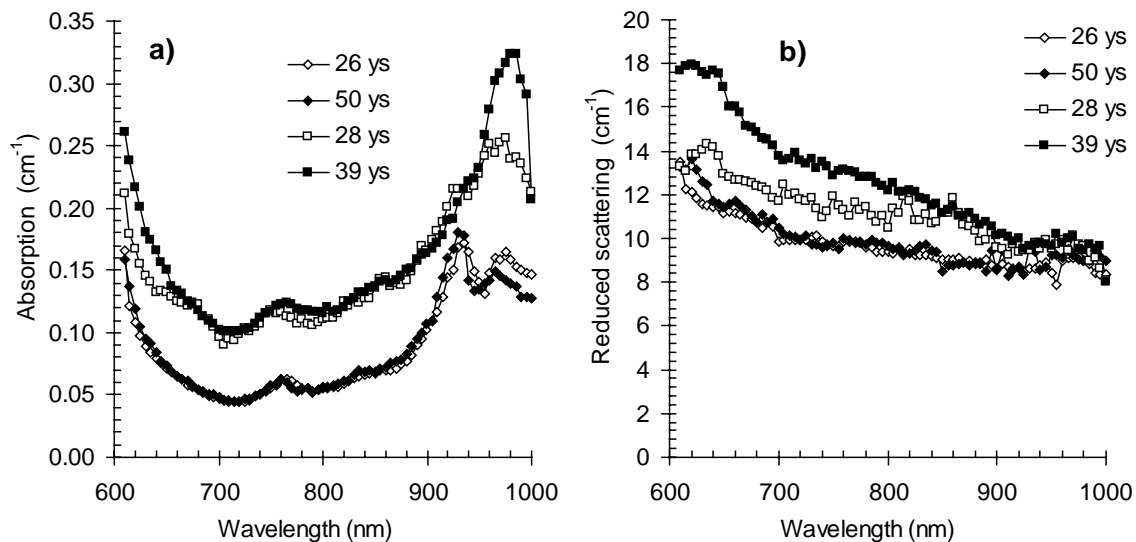 a)
26 ys
50 ys
28 ys
39 ys
Absorption (cm⁻¹)
0.35
0.30
0.25
0.20
0.15
0.10
0.05
0.00
600 700 800 900 1000
Wavelength (nm)
b)
26 ys
50 ys
28 ys
39 ys
Reduced scattering (cm⁻¹)
20
18
16
14
12
10
8
6
4
2
0
600 700 800 900 1000
Wavelength (nm)